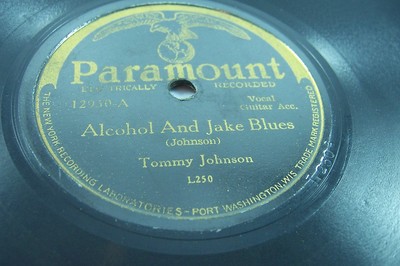 Paramount
ELECTRICALLY RECORDED
12950-A
Vocal
Guitar Acc.
Alcohol And Jake Blues
(Johnson)
Tommy Johnson
L250
THE NEW YORK RECORDING LABORATORIES - PORT WASHINGTON, WIS. TRADE MARK REGISTERED